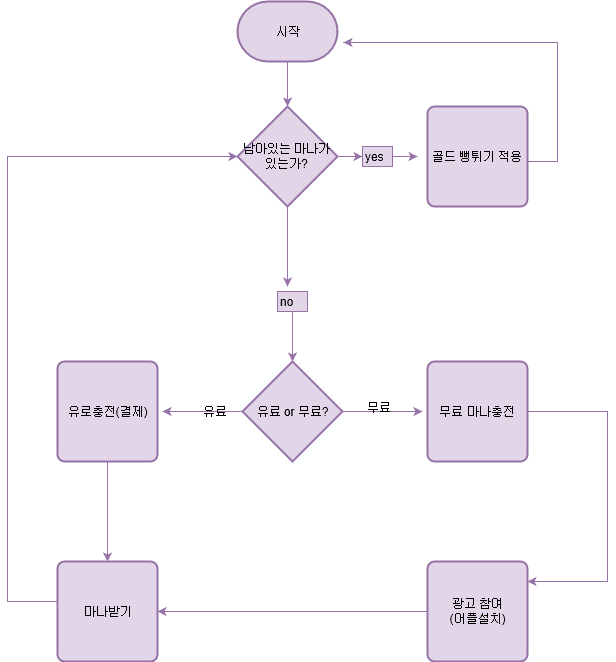 시작
남아있는 마나가
있는가?
yes
골드 뻥튀기 적용
no
유로충전(결제)
유료
유료 or 무료?
무료
무료 마나충전
마나받기
광고 참여
(어플설치)